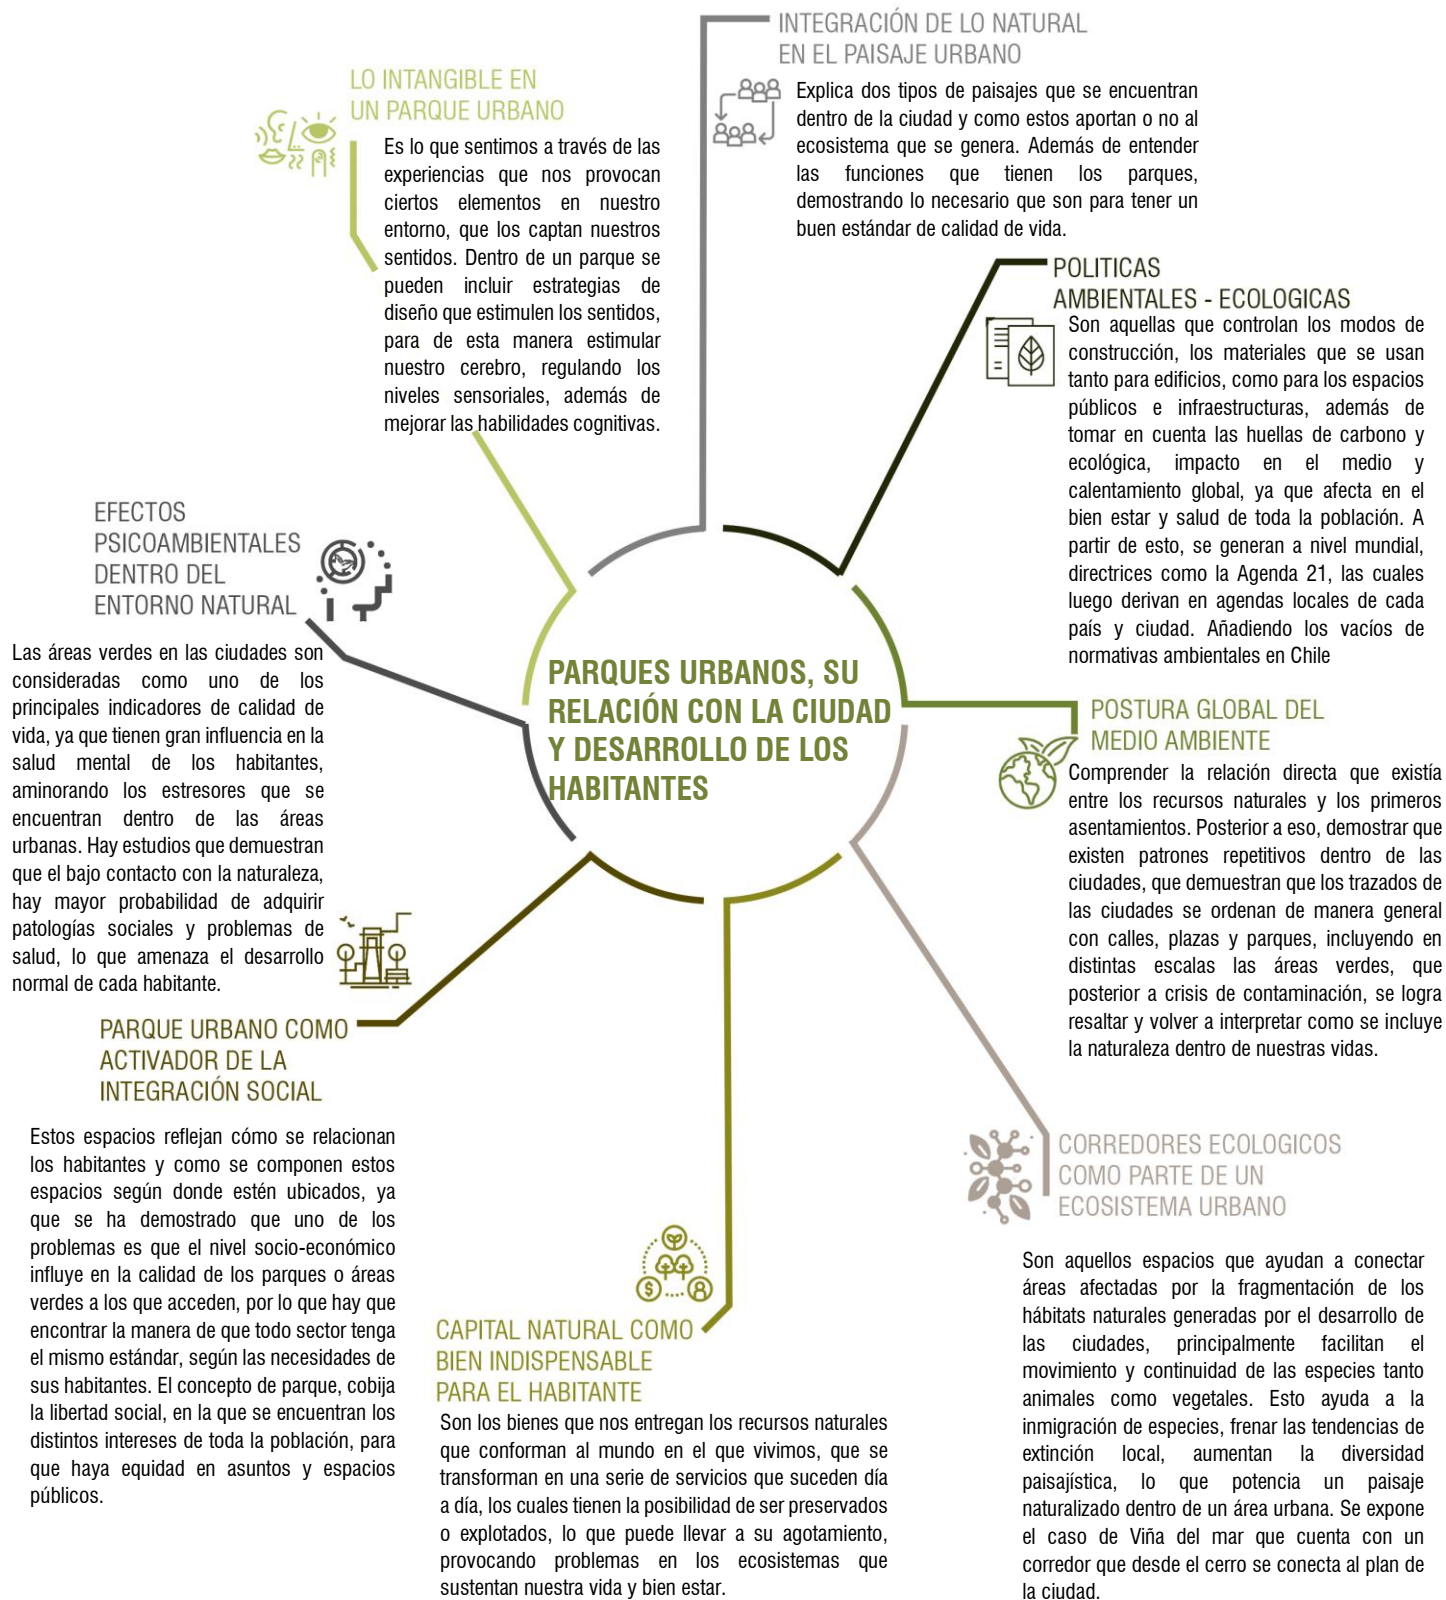 INTEGRACIÓN DE LO NATURAL
EN EL PAISAJE URBANO
Explica dos tipos de paisajes que se encuentran
dentro de la ciudad y como estos aportan o no al
ecosistema que se genera. Además de entender
las funciones que tienen los parques,
demostrando lo necesario que son para tener un
buen estándar de calidad de vida.
LO INTANGIBLE EN
UN PARQUE URBANO
Es lo que sentimos a través de las
experiencias que nos provocan
ciertos elementos en nuestro
entorno, que los captan nuestros
sentidos. Dentro de un parque se
pueden incluir estrategias de
diseño que estimulen los sentidos,
para de esta manera estimular
nuestro cerebro, regulando los
niveles sensoriales, además de
mejorar las habilidades cognitivas.
POLITICAS
AMBIENTALES - ECOLOGICAS
Son aquellas que controlan los modos de
construcción, los materiales que se usan
tanto para edificios, como para los espacios
públicos e infraestructuras, además de
tomar en cuenta las huellas de carbono y
ecológica, impacto en el medio y
calentamiento global, ya que afecta en el
bien estar y salud de toda la población. A
partir de esto, se generan a nivel mundial,
directrices como la Agenda 21, las cuales
luego derivan en agendas locales de cada
país y ciudad. Añadiendo los vacíos de
normativas ambientales en Chile
EFECTOS
PSICOAMBIENTALES
DENTRO DEL
ENTORNO NATURAL
Las áreas verdes en las ciudades son
consideradas como uno de los
principales indicadores de calidad de
vida, ya que tienen gran influencia en la
salud mental de los habitantes,
aminorando los estresores que se
encuentran dentro de las áreas
urbanas. Hay estudios que demuestran
que el bajo contacto con la naturaleza,
hay mayor probabilidad de adquirir
patologías sociales y problemas de
salud, lo que amenaza el desarrollo
normal de cada habitante.
PARQUES URBANOS, SU
RELACIÓN CON LA CIUDAD
Y DESARROLLO DE LOS
HABITANTES
POSTURA GLOBAL DEL
MEDIO AMBIENTE
Comprender la relación directa que existía
entre los recursos naturales y los primeros
asentamientos. Posterior a eso, demostrar que
existen patrones repetitivos dentro de las
ciudades, que demuestran que los trazados de
las ciudades se ordenan de manera general
con calles, plazas y parques, incluyendo en
distintas escalas las áreas verdes, que
posterior a crisis de contaminación, se logra
resaltar y volver a interpretar como se incluye
la naturaleza dentro de nuestras vidas.
PARQUE URBANO COMO
ACTIVADOR DE LA
INTEGRACIÓN SOCIAL
Estos espacios reflejan cómo se relacionan
los habitantes y como se componen estos
espacios según donde estén ubicados, ya
que se ha demostrado que uno de los
problemas es que el nivel socio-económico
influye en la calidad de los parques o áreas
verdes a los que acceden, por lo que hay que
encontrar la manera de que todo sector tenga
el mismo estándar, según las necesidades de
sus habitantes. El concepto de parque, cobija
la libertad social, en la que se encuentran los
distintos intereses de toda la población, para
que haya equidad en asuntos y espacios
públicos.
$
CAPITAL NATURAL COMO
BIEN INDISPENSABLE
PARA EL HABITANTE
Son los bienes que nos entregan los recursos naturales
que conforman al mundo en el que vivimos, que se
transforman en una serie de servicios que suceden día
a día, los cuales tienen la posibilidad de ser preservados
o explotados, lo que puede llevar a su agotamiento,
provocando problemas en los ecosistemas que
sustentan nuestra vida y bien estar.
CORREDORES ECOLOGICOS
COMO PARTE DE UN
ECOSISTEMA URBANO
Son aquellos espacios que ayudan a conectar
áreas afectadas por la fragmentación de los
hábitats naturales generadas por el desarrollo de
las ciudades, principalmente facilitan el
movimiento y continuidad de las especies tanto
animales como vegetales. Esto ayuda a la
inmigración de especies, frenar las tendencias de
extinción local, aumentan la diversidad
paisajística, lo que potencia un paisaje
naturalizado dentro de un área urbana. Se expone
el caso de Viña del mar que cuenta con un
corredor que desde el cerro se conecta al plan de
la ciudad.